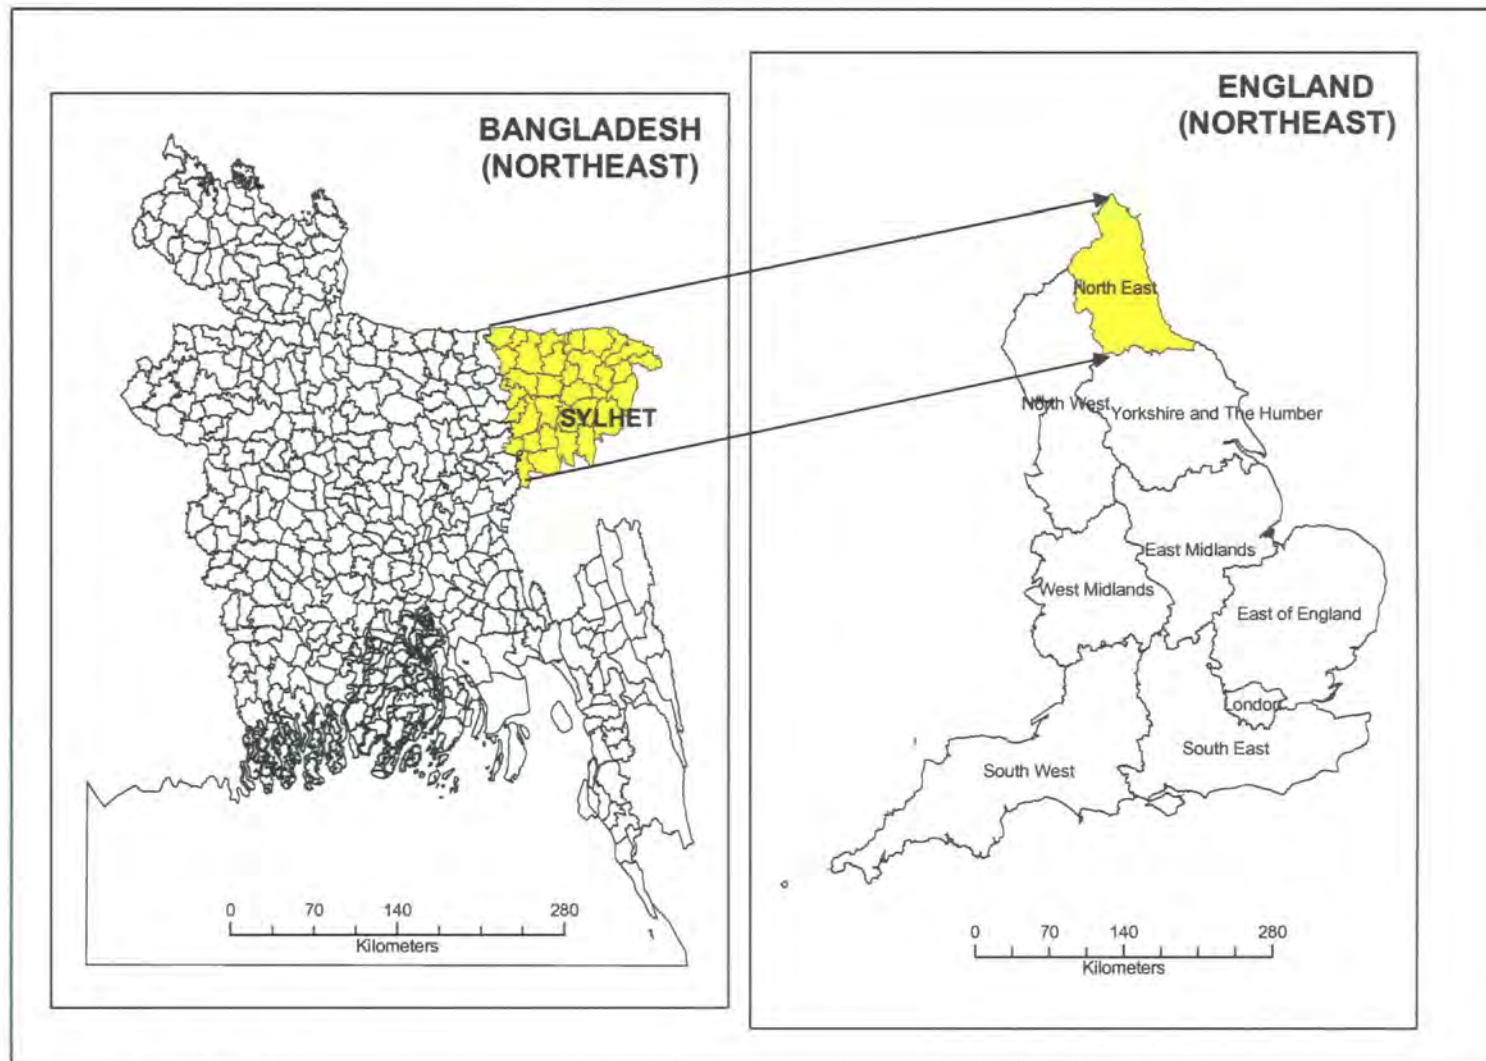 BANGLADESH
(NORTHEAST)
SYLHET
0 70 140 280
Kilometers
ENGLAND
(NORTHEAST)
North East
North West
Yorkshire and The Humber
East Midlands
West Midlands
East of England
London
South East
South West
0 70 140 280
Kilometers